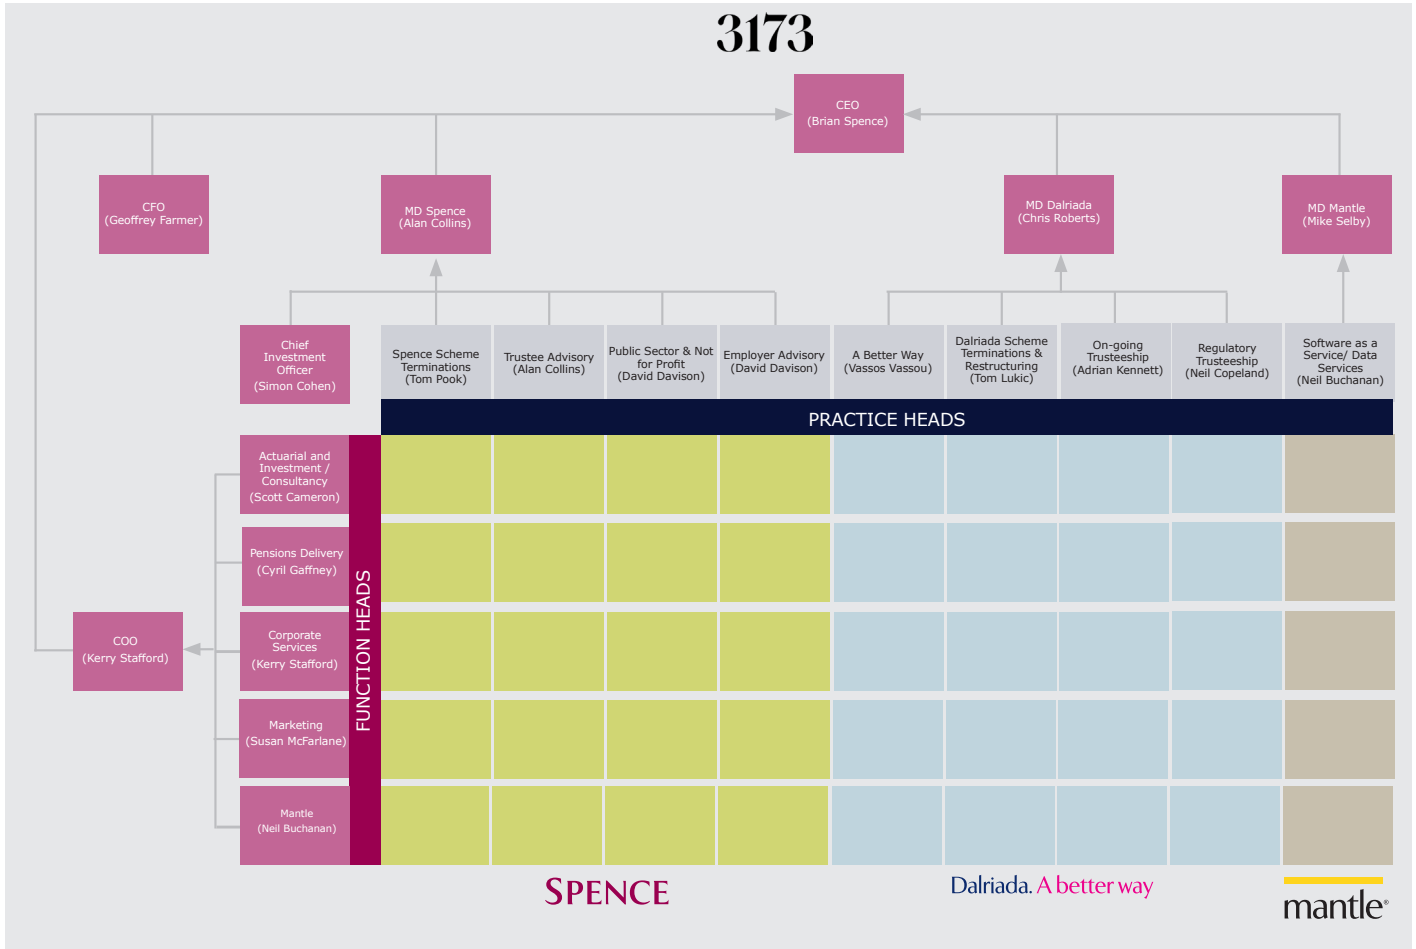 3173
CEO
(Brian Spence)
CFO
(Geoffrey Farmer)
MD Spence
(Alan Collins)
MD Dalriada
(Chris Roberts)
MD Mantle
(Mike Selby)
Chief
Investment
Officer
(Simon Cohen)
Spence Scheme
Terminations
(Tom Pook)
Trustee Advisory
(Alan Collins)
Public Sector & Not
for Profit
(David Davison)
Employer Advisory
(David Davison)
A Better Way
(Vassos Vassou)
Dalriada Scheme
Terminations &
Restructuring
(Tom Lukic)
On-going
Trusteeship
(Adrian Kennett)
Regulatory
Trusteeship
(Neil Copeland)
Software as a
Service/ Data
Services
(Neil Buchanan)
PRACTICE HEADS
Actuarial and
Investment /
Consultancy
(Scott Cameron)
Pensions Delivery
(Cyril Gaffney)
COO
(Kerry Stafford)
Corporate
Services
(Kerry Stafford)
Marketing
(Susan McFarlane)
Mantle
(Neil Buchanan)
FUNCTION HEADS
SPENCE
Dalriada. A better way
mantle®